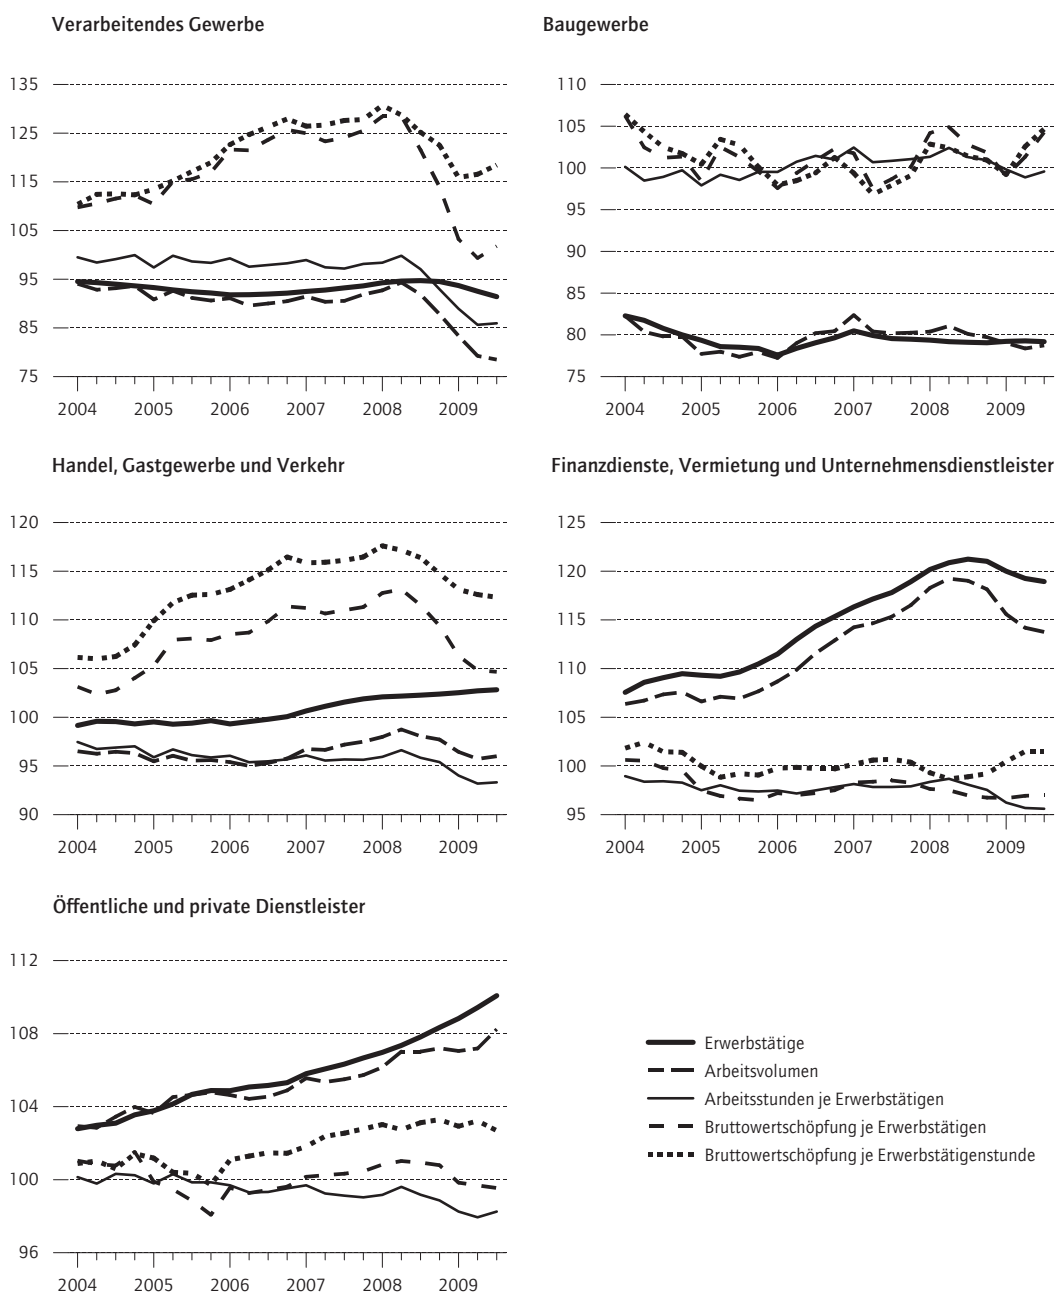 Verarbeitendes Gewerbe
135
125
115
105
95
85
75
2004 2005 2006 2007 2008 2009
Baugewerbe
110
105
100
95
90
85
80
75
2004 2005 2006 2007 2008 2009
Handel, Gastgewerbe und Verkehr
120
115
110
105
100
95
90
2004 2005 2006 2007 2008 2009
Finanzdienste, Vermietung und Unternehmensdienstleister
125
120
115
110
105
100
95
2004 2005 2006 2007 2008 2009
Öffentliche und private Dienstleister
112
108
104
100
96
2004 2005 2006 2007 2008 2009
Erwerbstätige
Arbeitsvolumen
Arbeitsstunden je Erwerbstätigen
Bruttowertschöpfung je Erwerbstätigen
Bruttowertschöpfung je Erwerbstätigenstunde